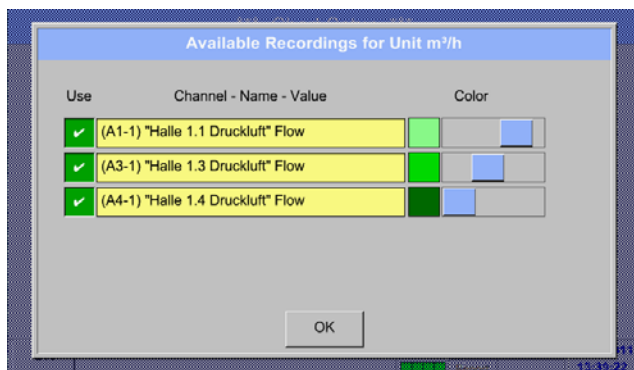 Available Recordings for Unit m³/h
Use Channel - Name - Value Color
(A1-1) "Halle 1.1 Druckluft" Flow
(A3-1) "Halle 1.3 Druckluft" Flow
(A4-1) "Halle 1.4 Druckluft" Flow
OK